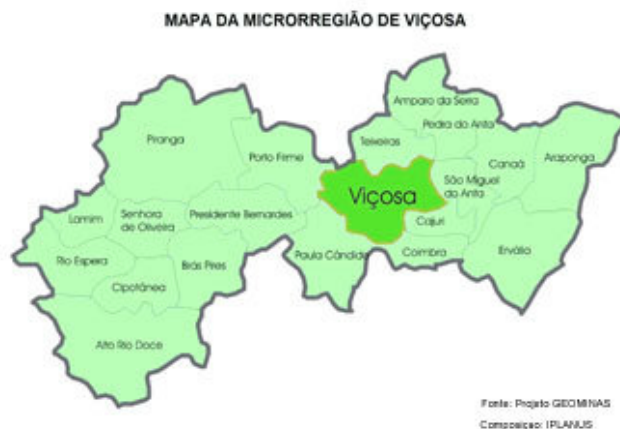 MAPA DA MICRORREGIÃO DE VIÇOSA
Amparo da Serra
Pedra do Anta
Teixeiras
Piranga
Porto Firme
Canaã
Araponga
São Miguel
do Anta
Viçosa
Lamim
Senhora
de Oliveira
Presidente Bernardes
Cajuri
Ervália
Rio Espera
Brás Pires
Paula Cândido
Coimbra
Cipotânea
Alto Rio Doce
Fonte: Projeto GEOMINAS
Composicao: IPLANUS